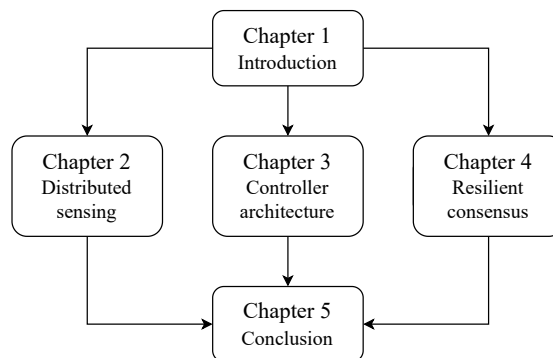 Chapter 1
Introduction
Chapter 2
Distributed
sensing
Chapter 3
Controller
architecture
Chapter 4
Resilient
consensus
Chapter 5
Conclusion